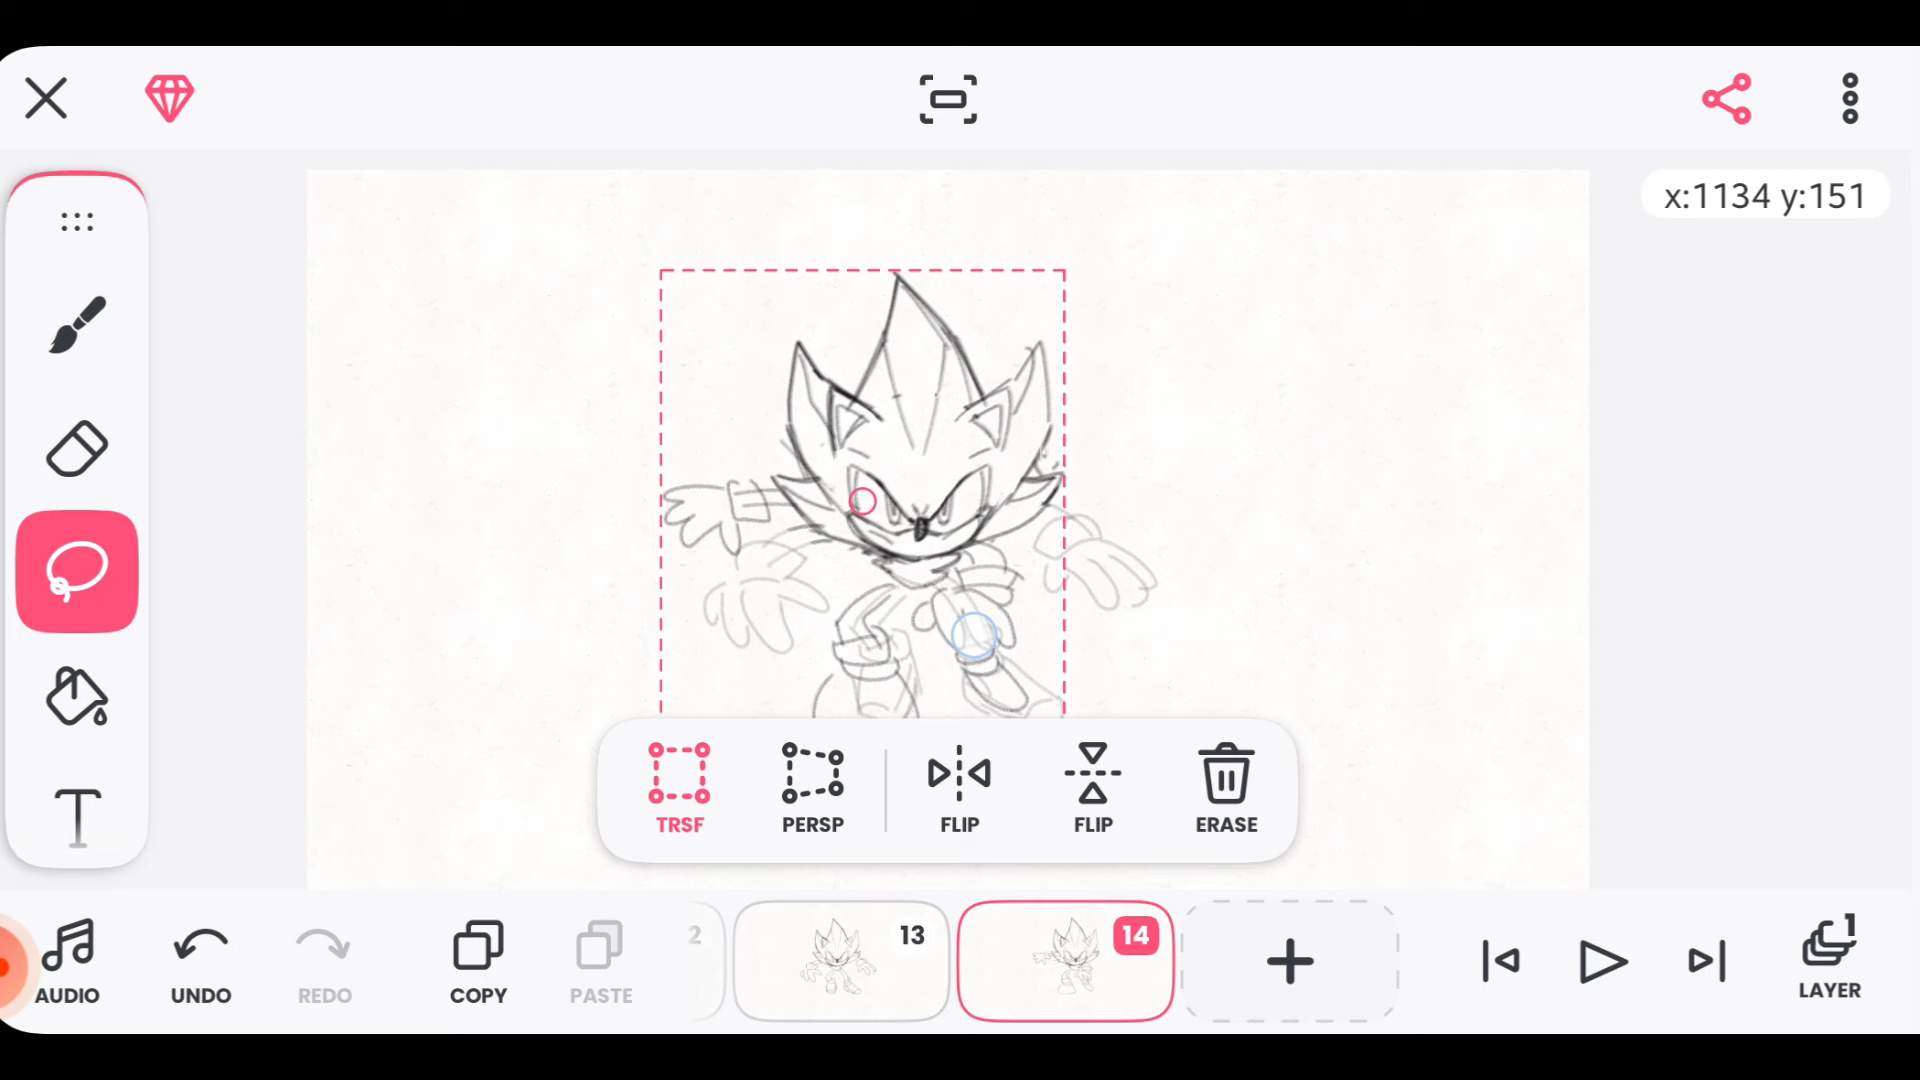 x:1134 y:151
T
TRSF
PERSP
FLIP
FLIP
ERASE
2
13
14
1
AUDIO
UNDO
REDO
COPY
PASTE
LAYER